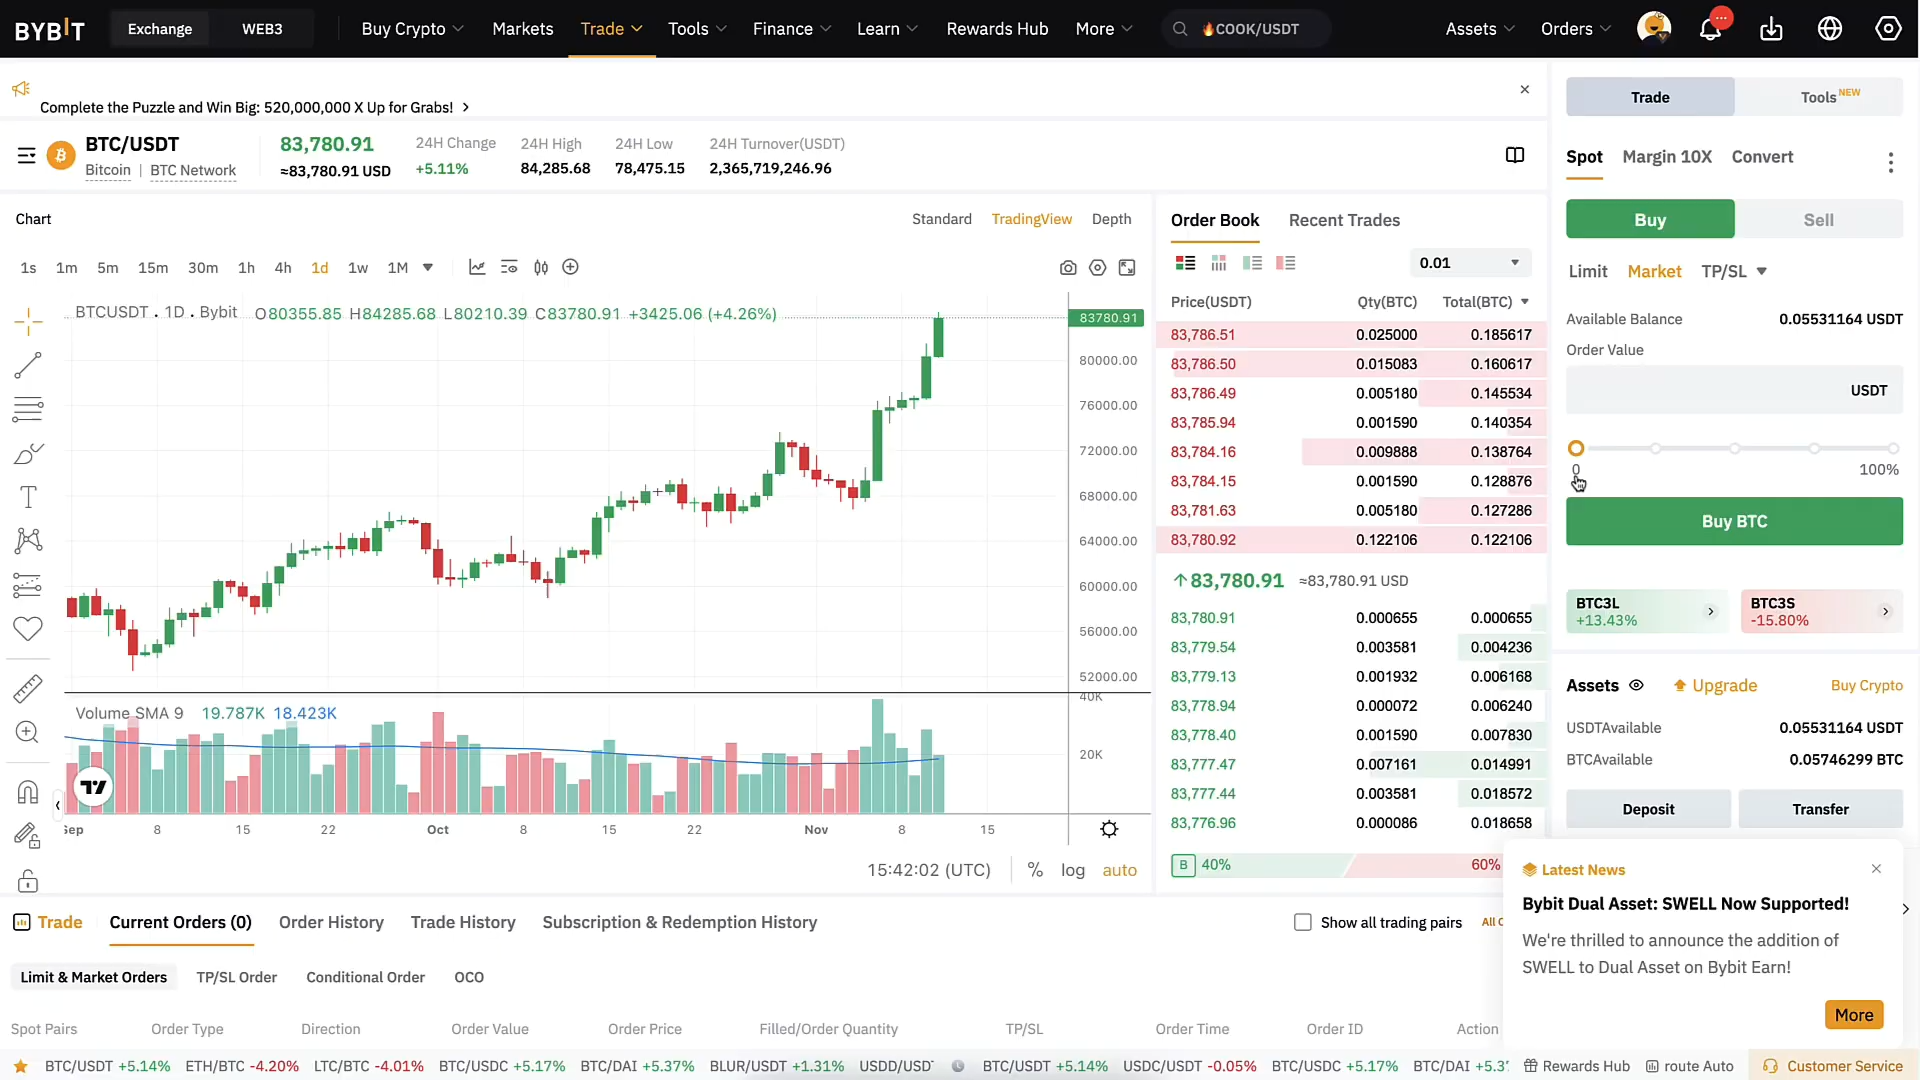 BYBIT
Exchange
WEB3
Buy Crypto
Markets
Trade
Tools
Finance
Learn
Rewards Hub
More
🔥COOK/USDT
Assets
Orders
Complete the Puzzle and Win Big: 520,000,000 X Up for Grabs!
BTC/USDT
Bitcoin | BTC Network
83,780.91
≈83,780.91 USD
24H Change
+5.11%
24H High
84,285.68
24H Low
78,475.15
24H Turnover(USDT)
2,365,719,246.96
Chart
Standard
TradingView
Depth
1s 1m 5m 15m 30m 1h 4h 1d 1w 1M
BTCUSDT . 1D . Bybit O80355.85 H84285.68 L80210.39 C83780.91 +3425.06 (+4.26%)
83780.91
80000.00
76000.00
72000.00
68000.00
64000.00
60000.00
56000.00
52000.00
Volume SMA 9 19.787K 18.423K
40K
20K
Sep 8 15 22 Oct 8 15 22 Nov 8 15
15:42:02 (UTC) % log auto
Order Book
Recent Trades
0.01
Price(USDT) Qty(BTC) Total(BTC)
83,786.51 0.025000 0.185617
83,786.50 0.015083 0.160617
83,786.49 0.005180 0.145534
83,785.94 0.001590 0.140354
83,784.16 0.009888 0.138764
83,784.15 0.001590 0.128876
83,781.63 0.005180 0.127286
83,780.92 0.122106 0.122106
↑83,780.91 ≈83,780.91 USD
83,780.91 0.000655 0.000655
83,779.54 0.003581 0.004236
83,779.13 0.001932 0.006168
83,778.94 0.000072 0.006240
83,778.40 0.001590 0.007830
83,777.47 0.007161 0.014991
83,777.44 0.003581 0.018572
83,776.96 0.000086 0.018658
B 40% 60%
Trade
Tools NEW
Spot
Margin 10X
Convert
Buy
Sell
Limit
Market
TP/SL
Available Balance 0.05531164 USDT
Order Value
USDT
0 100%
Buy BTC
BTC3L
+13.43%
BTC3S
-15.80%
Assets
Upgrade
Buy Crypto
USDTAvailable 0.05531164 USDT
BTCAvailable 0.05746299 BTC
Deposit
Transfer
Latest News
Bybit Dual Asset: SWELL Now Supported!
We're thrilled to announce the addition of
SWELL to Dual Asset on Bybit Earn!
More
Trade
Current Orders (0)
Order History
Trade History
Subscription & Redemption History
Show all trading pairs
Limit & Market Orders
TP/SL Order
Conditional Order
OCO
Spot Pairs Order Type Direction Order Value Order Price Filled/Order Quantity TP/SL Order Time Order ID Action
BTC/USDT +5.14% ETH/BTC -4.20% LTC/BTC -4.01% BTC/USDC +5.17% BTC/DAI +5.37% BLUR/USDT +1.31% USDD/USD BTC/USDT +5.14% USDC/USDT -0.05% BTC/USDC +5.17% BTC/DAI +5.3
Rewards Hub
route Auto
Customer Service